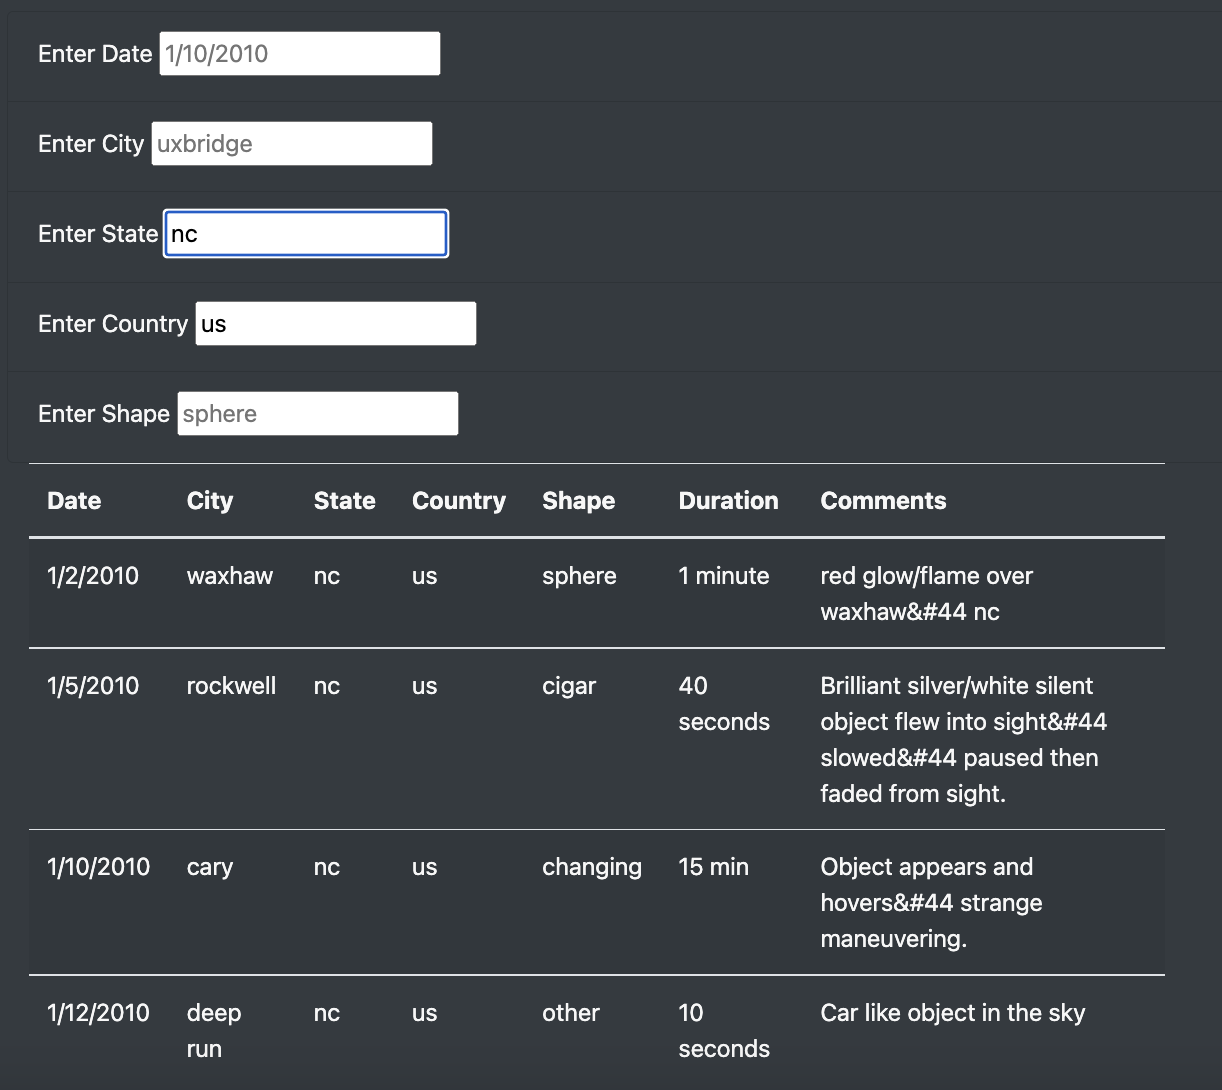 Enter Date 1/10/2010
Enter City uxbridge
Enter State nc
Enter Country us
Enter Shape sphere
Date City State Country Shape Duration Comments
1/2/2010 waxhaw nc us sphere 1 minute red glow/flame over
waxhaw&#44 nc
1/5/2010 rockwell nc us cigar 40 Brilliant silver/white silent
seconds object flew into sight&#44
slowed&#44 paused then
faded from sight.
1/10/2010 cary nc us changing 15 min Object appears and
hovers&#44 strange
maneuvering.
1/12/2010 deep nc us other 10 Car like object in the sky
run seconds